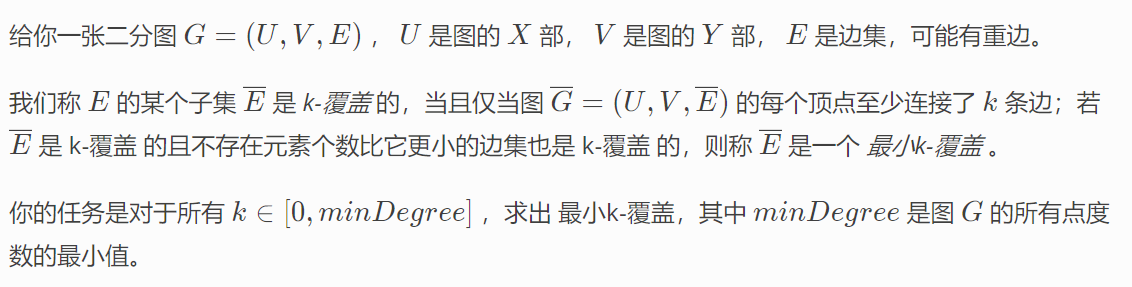 给你一张二分图 $G = (U, V, E)$ ， $U$ 是图的 $X$ 部， $V$ 是图的 $Y$ 部， $E$ 是边集，可能有重边。
我们称 $E$ 的某个子集 $\overline{E}$ 是 k-覆盖的，当且仅当图 $\overline{G} = (U, V, \overline{E})$ 的每个顶点至少连接了 $k$ 条边；若
$\overline{E}$ 是 k-覆盖 的且不存在元素个数比它更小的边集也是 k-覆盖 的，则称 $\overline{E}$ 是一个 最小k-覆盖 。
你的任务是对于所有 $k \in [0, minDegree]$ ，求出 最小k-覆盖，其中 $minDegree$ 是图 $G$ 的所有点度
数的最小值。